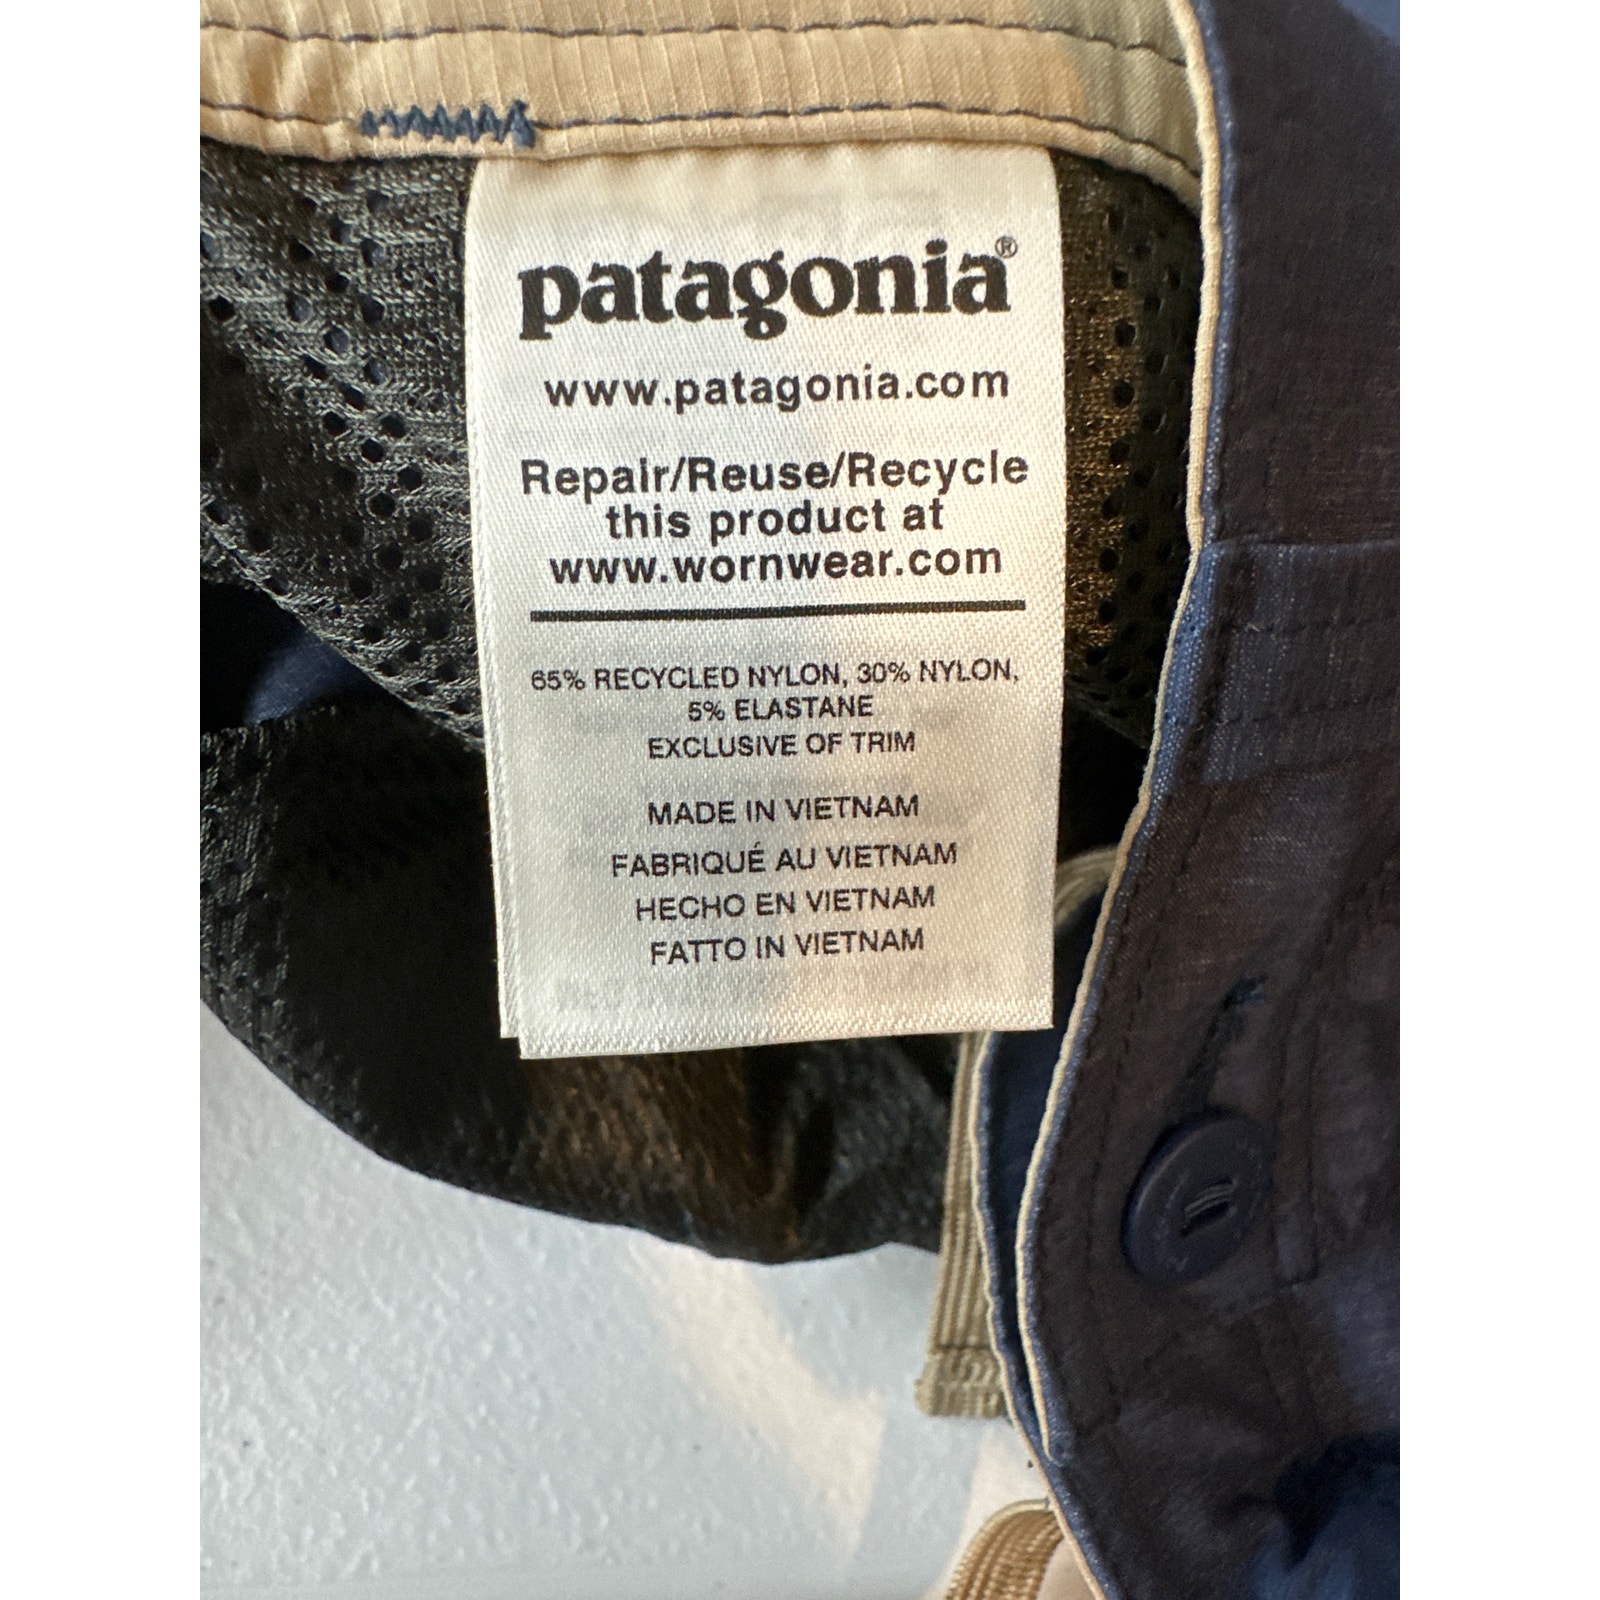 patagonia®
www.patagonia.com
Repair/Reuse/Recycle
this product at
www.wornwear.com
65% RECYCLED NYLON, 30% NYLON,
5% ELASTANE
EXCLUSIVE OF TRIM
MADE IN VIETNAM
FABRIQUÉ AU VIETNAM
HECHO EN VIETNAM
FATTO IN VIETNAM